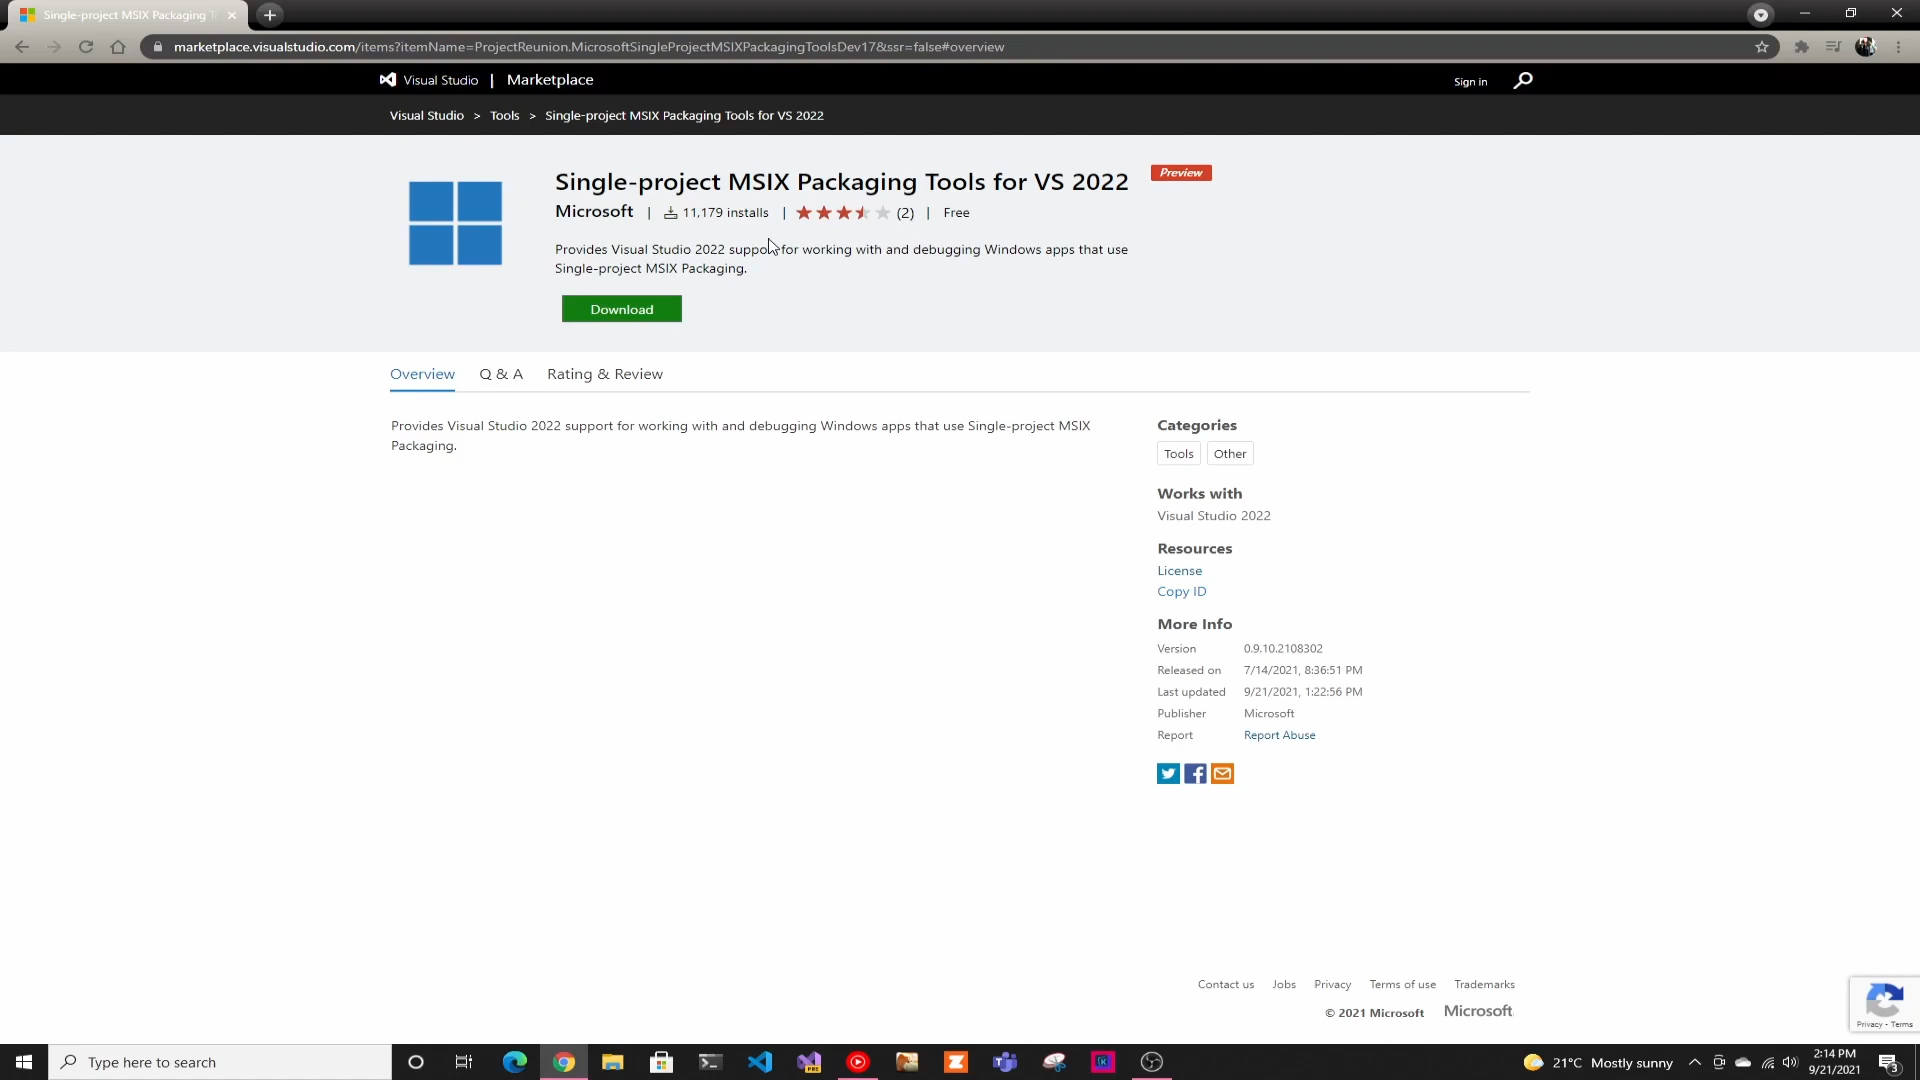 Single-project MSIX Packaging T
marketplace.visualstudio.com/items?itemName=ProjectReunion.MicrosoftSingleProjectMSIXPackagingToolsDev17&ssr=false#overview
Visual Studio | Marketplace
Sign in
Visual Studio > Tools > Single-project MSIX Packaging Tools for VS 2022
Single-project MSIX Packaging Tools for VS 2022
Preview
Microsoft | 11,179 installs | (2) | Free
Provides Visual Studio 2022 support for working with and debugging Windows apps that use
Single-project MSIX Packaging.
Download
Overview Q & A Rating & Review
Provides Visual Studio 2022 support for working with and debugging Windows apps that use Single-project MSIX
Packaging.
Categories
Tools Other
Works with
Visual Studio 2022
Resources
License
Copy ID
More Info
Version 0.9.10.2108302
Released on 7/14/2021, 8:36:51 PM
Last updated 9/21/2021, 1:22:56 PM
Publisher Microsoft
Report Report Abuse
Contact us Jobs Privacy Terms of use Trademarks
© 2021 Microsoft Microsoft
Privacy - Terms
Type here to search
PRE
21°C Mostly sunny
2:14 PM
9/21/2021
3